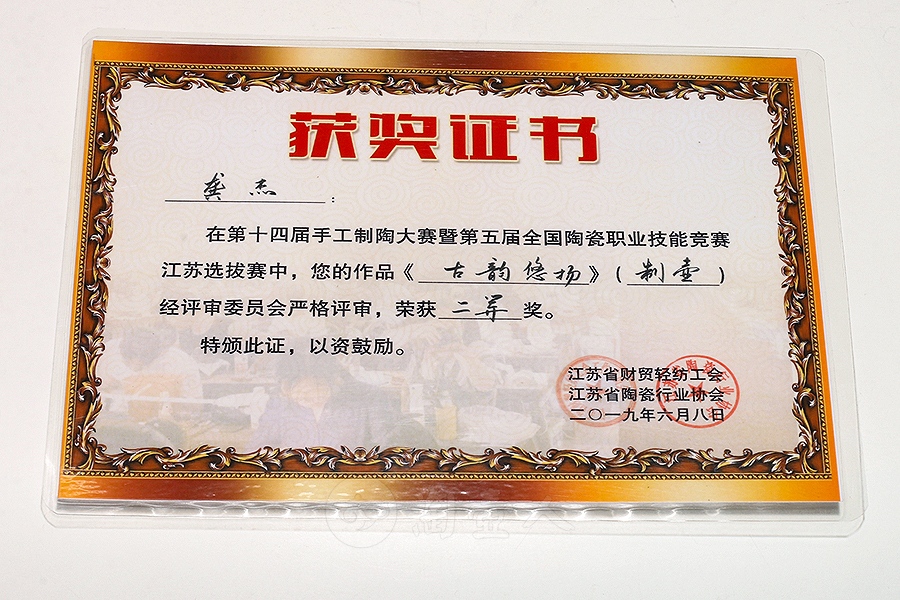 获奖证书
龚杰：
在第十四届手工制陶大赛暨第五届全国陶瓷职业技能竞赛
江苏选拔赛中，您的作品《古韵悠扬》(制壶)
经评审委员会严格评审，荣获二等奖。
特颁此证，以资鼓励。
江苏省财贸轻纺工会
江苏省陶瓷行业协会
二〇一九年六月八日